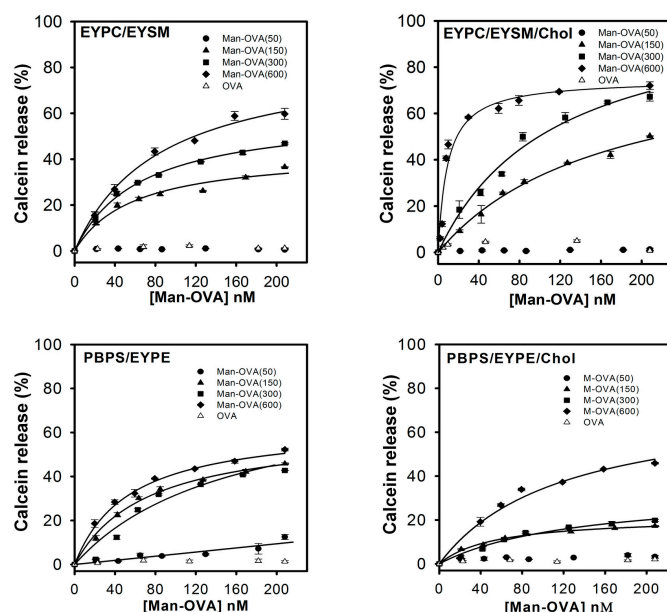 EYPC/EYSM
Man-OVA(50)
Man-OVA(150)
Man-OVA(300)
Man-OVA(600)
OVA
Calcein release (%)
100
80
60
40
20
0
0 40 80 120 160 200
[Man-OVA] nM
EYPC/EYSM/Chol
Man-OVA(50)
Man-OVA(150)
Man-OVA(300)
Man-OVA(600)
OVA
Calcein release (%)
100
80
60
40
20
0
0 40 80 120 160 200
[Man-OVA] nM
PBPS/EYPE
Man-OVA(50)
Man-OVA(150)
Man-OVA(300)
Man-OVA(600)
OVA
Calcein release (%)
100
80
60
40
20
0
0 40 80 120 160 200
[Man-OVA] nM
PBPS/EYPE/Chol
M-OVA(50)
M-OVA(150)
M-OVA(300)
M-OVA(600)
OVA
Calcein release (%)
100
80
60
40
20
0
0 40 80 120 160 200
[Man-OVA] nM